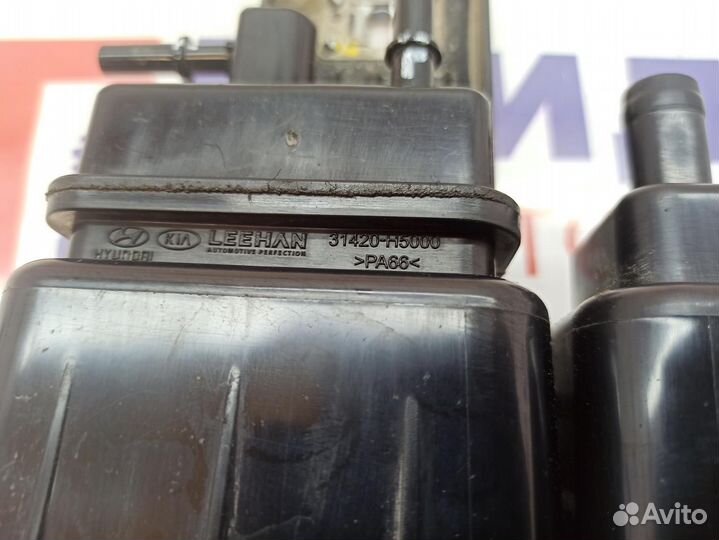 HYUNDAI KIA LEEHAN 31420-H5000
AUTOMOTIVE PERFECTION >PA66<
Avito